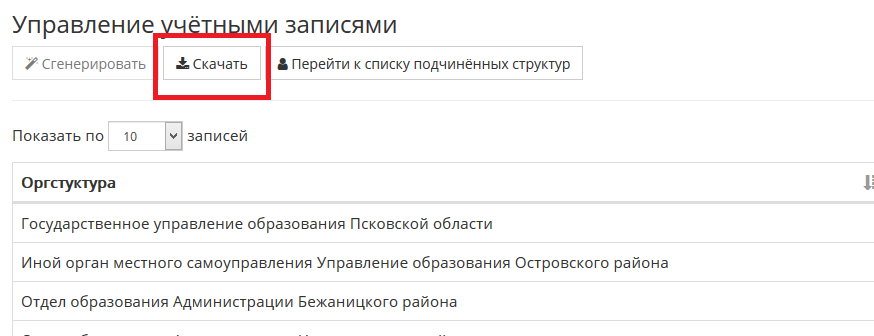 Управление учётными записями
Сгенерировать Скачать Перейти к списку подчинённых структур
Показать по 10 записей
Оргстуктура
Государственное управление образования Псковской области
Иной орган местного самоуправления Управление образования Островского района
Отдел образования Администрации Бежаницкого района